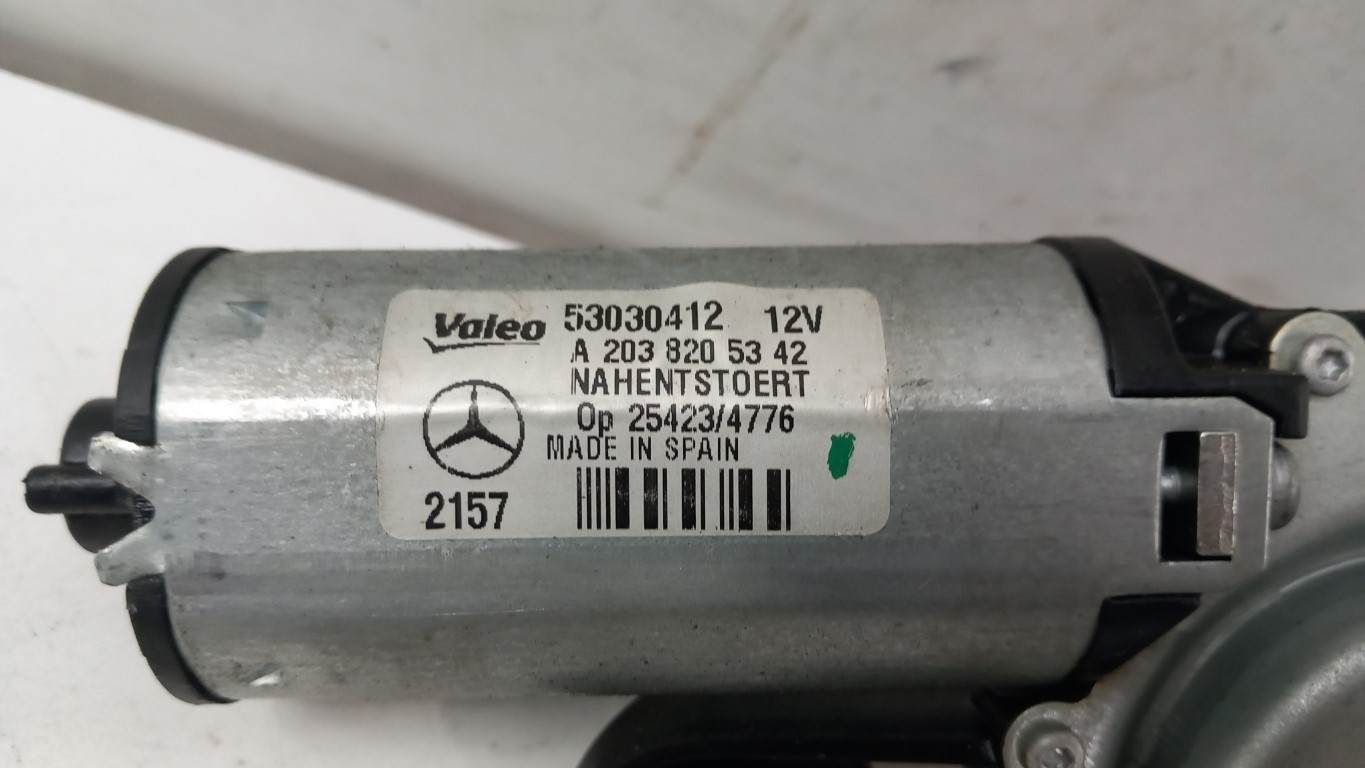 Valeo 53030412 12V
A 203 820 53 42
NAHENTSTOERT
Op 25423/4776
MADE IN SPAIN
2157